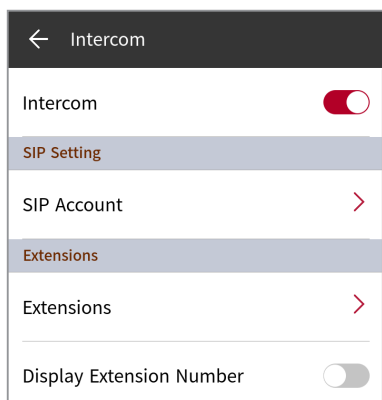 Intercom
Intercom
SIP Setting
SIP Account
Extensions
Extensions
Display Extension Number